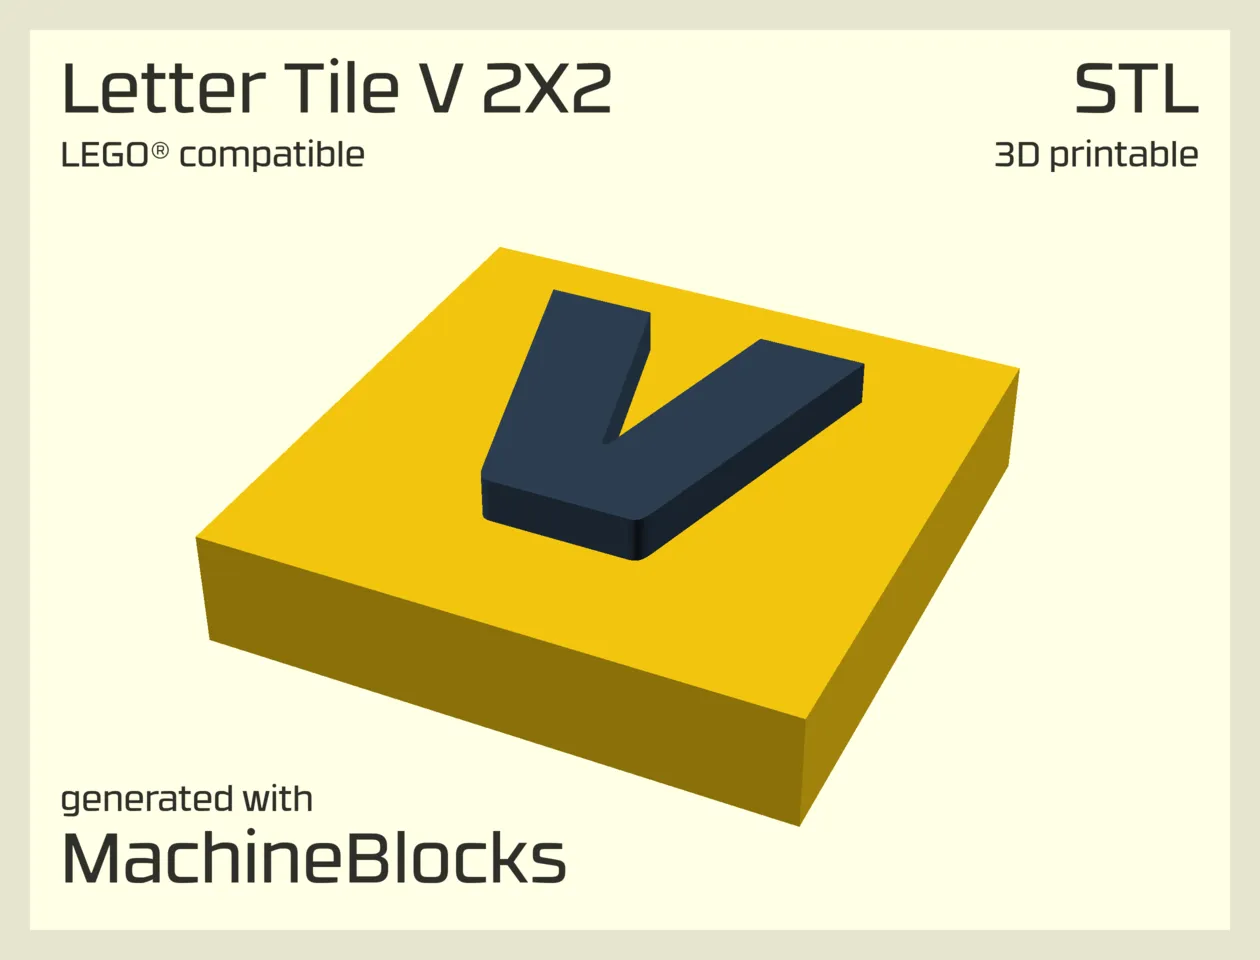 Letter Tile V 2X2
STL
LEGO® compatible
3D printable
V
generated with
MachineBlocks